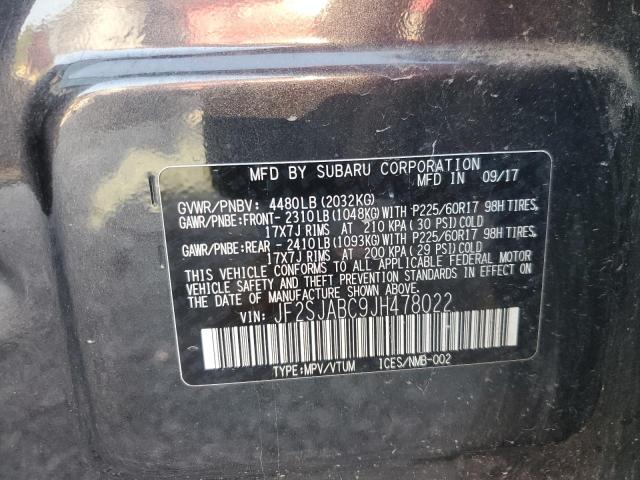 MFD BY SUBARU CORPORATION
MFD IN 09/17
GVWR/PNBV: 4480LB(2032KG)
GAWR/PNBE:FRONT-2310LB(1048KG)WITH P225/60R17 98H TIRES,
17X7J RIMS AT 210 KPA(30 PSI)COLD
GAWR/PNBE:REAR -2410LB(1093KG)WITH P225/60R17 98H TIRES,
17X7J RIMS AT 200 KPA(29 PSI)COLD
THIS VEHICLE CONFORMS TO ALL APPLICABLE FEDERAL MOTOR
VEHICLE SAFETY AND THEFT PREVENTION STANDARDS IN EFFECT
ON THE DATE OF MANUFACTURE SHOWN ABOVE.
VIN: JF2SJABC9JH478022
H
TYPE:MPV/VTUM 1CES/NMB-002